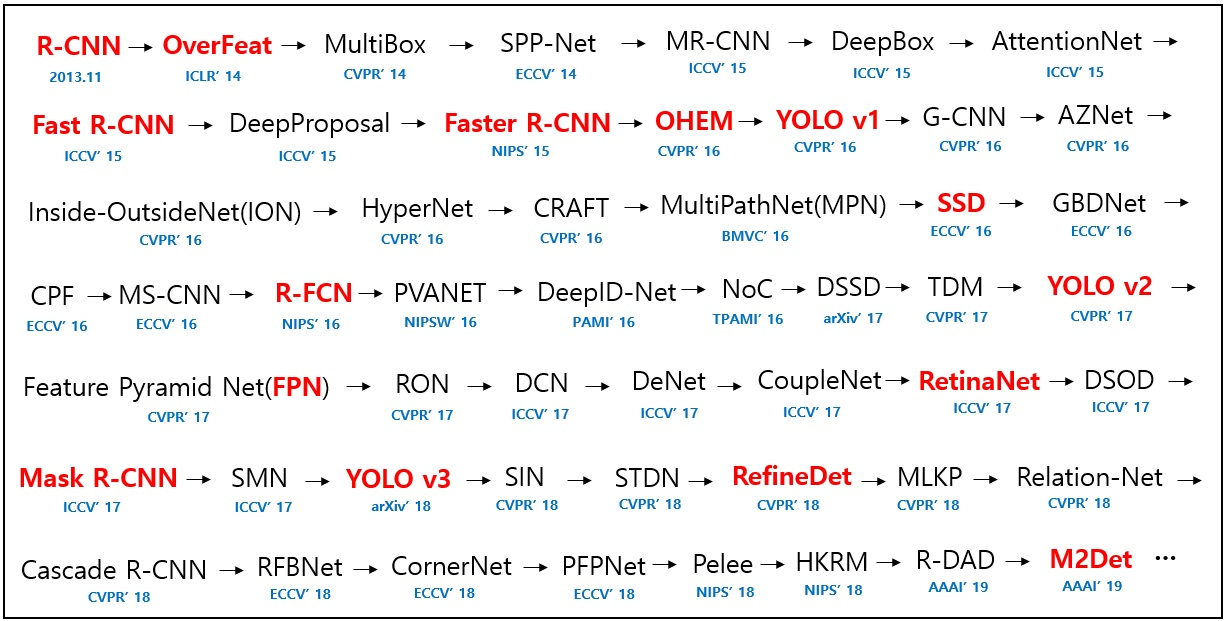 R-CNN → OverFeat → MultiBox → SPP-Net → MR-CNN → DeepBox → AttentionNet →
2013.11 ICLR’ 14 CVPR’ 14 ECCV’ 14 ICCV’ 15 ICCV’ 15 ICCV’ 15
Fast R-CNN → DeepProposal → Faster R-CNN → OHEM → YOLO v1 → G-CNN → AZNet →
ICCV’ 15 ICCV’ 15 NIPS’ 15 CVPR’ 16 CVPR’ 16 CVPR’ 16 CVPR’ 16
Inside-OutsideNet(ION) → HyperNet → CRAFT → MultiPathNet(MPN) → SSD → GBDNet →
CVPR’ 16 CVPR’ 16 CVPR’ 16 BMVC’ 16 ECCV’ 16 ECCV’ 16
CPF → MS-CNN → R-FCN → PVANET → DeepID-Net → NoC → DSSD → TDM → YOLO v2 →
ECCV’ 16 ECCV’ 16 NIPS’ 16 NIPSW’ 16 PAMI’ 16 TPAMI’ 16 arXiv’ 17 CVPR’ 17 CVPR’ 17
Feature Pyramid Net(FPN) → RON → DCN → DeNet → CoupleNet → RetinaNet → DSOD →
CVPR’ 17 CVPR’ 17 ICCV’ 17 ICCV’ 17 ICCV’ 17 ICCV’ 17 ICCV’ 17
Mask R-CNN → SMN → YOLO v3 → SIN → STDN → RefineDet → MLKP → Relation-Net →
ICCV’ 17 ICCV’ 17 arXiv’ 18 CVPR’ 18 CVPR’ 18 CVPR’ 18 CVPR’ 18 CVPR’ 18
Cascade R-CNN → RFBNet → CornerNet → PFPNet → Pelee → HKRM → R-DAD → M2Det ⋯
CVPR’ 18 ECCV’ 18 ECCV’ 18 ECCV’ 18 NIPS’ 18 NIPS’ 18 AAAI’ 19 AAAI’ 19